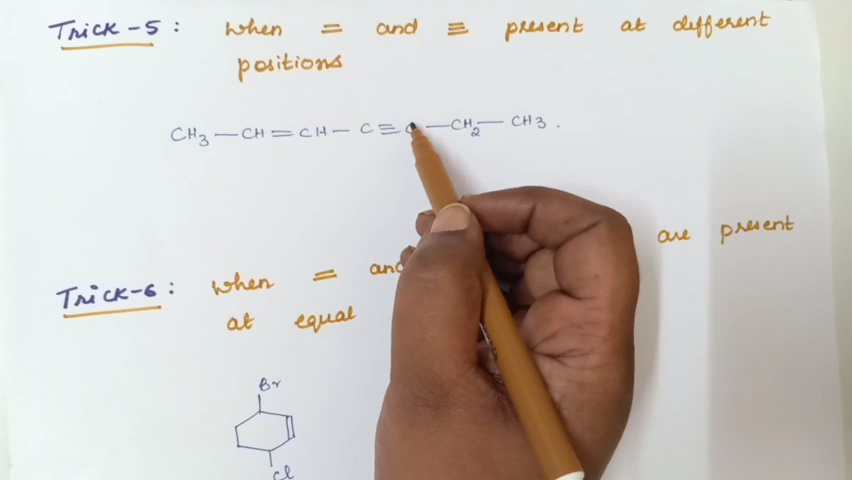 Trick-5 : when = and ≡ present at different
positions
CH3 — CH = CH — C ≡ C — CH2 — CH3 .
Trick-6 : when = and are present
at equal
Br
Cl